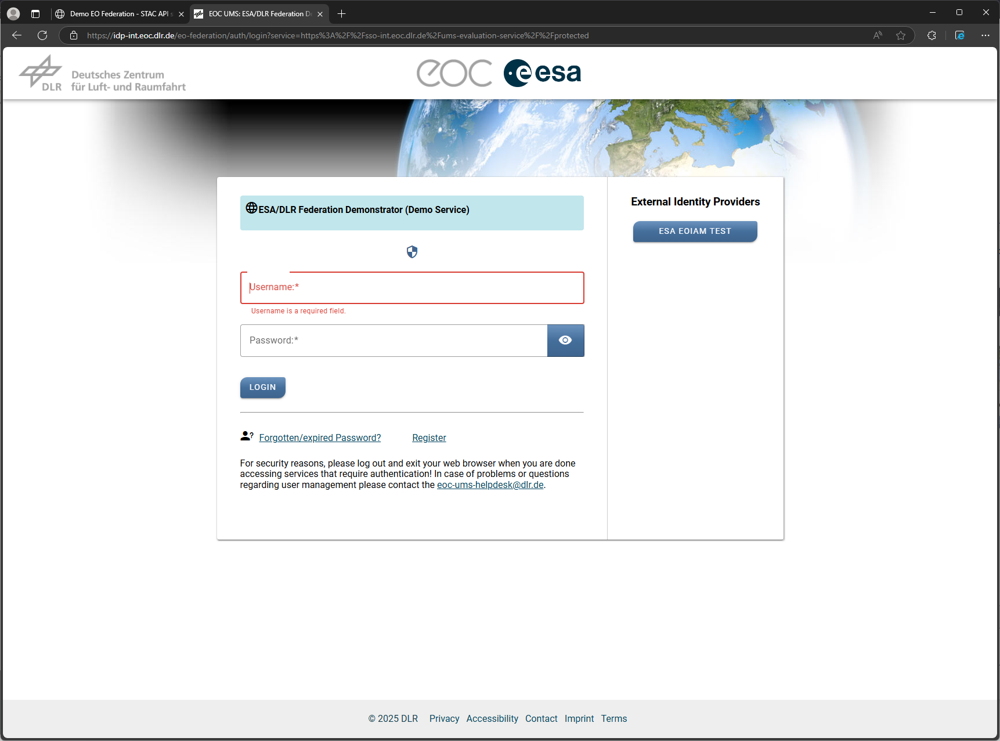 Demo EO Federation - STAC API s
EOC UMS: ESA/DLR Federation D
https://idp-int.eoc.dlr.de/eo-federation/auth/login?service=https%3A%2F%2Fsso-int.eoc.dlr.de%2Fums-evaluation-service%2F%2Fprotected
DLR
Deutsches Zentrum
für Luft- und Raumfahrt
eoc
esa
ESA/DLR Federation Demonstrator (Demo Service)
Username:*
Username is a required field.
Password:*
LOGIN
Forgotten/expired Password? Register
For security reasons, please log out and exit your web browser when you are done
accessing services that require authentication! In case of problems or questions
regarding user management please contact the eoc-ums-helpdesk@dlr.de.
External Identity Providers
ESA EOIAM TEST
© 2025 DLR Privacy Accessibility Contact Imprint Terms